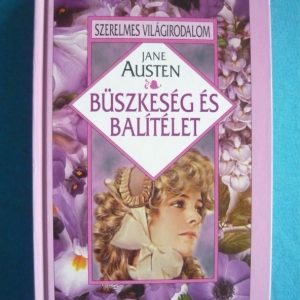 SZERELMES VILÁGIRODALOM
JANE
AUSTEN
BÜSZKESÉG ÉS
BALÍTÉLET